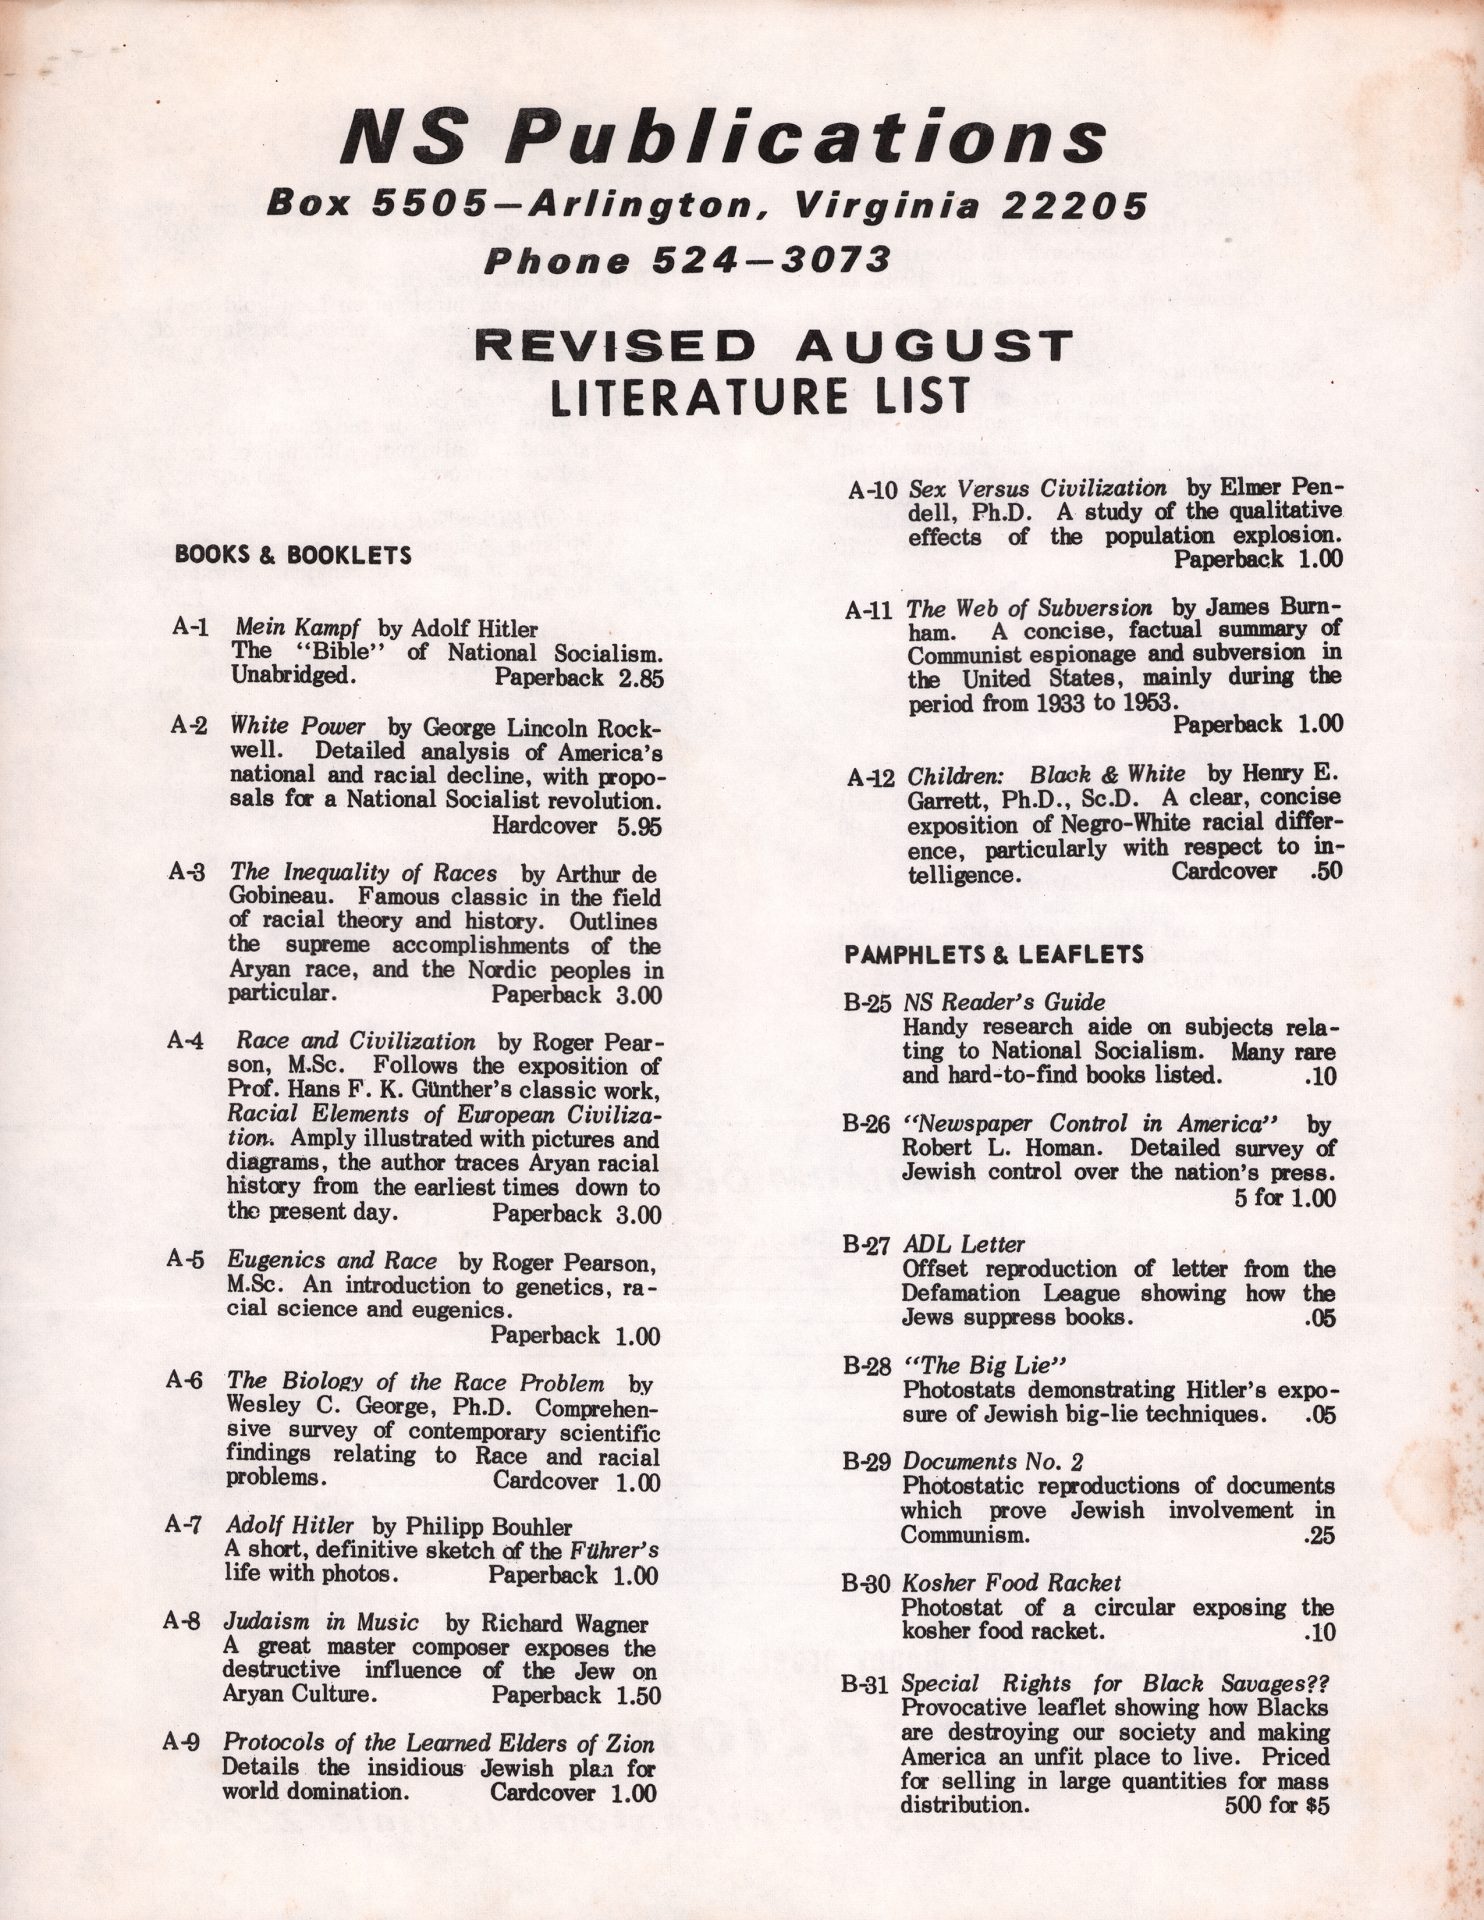 NS Publications
Box 5505—Arlington, Virginia 22205
Phone 524—3073
REVISED AUGUST
LITERATURE LIST
BOOKS & BOOKLETS
A-1 Mein Kampf by Adolf Hitler
The "Bible" of National Socialism.
Unabridged. Paperback 2.85
A-2 White Power by George Lincoln Rock-
well. Detailed analysis of America's
national and racial decline, with propo-
sals for a National Socialist revolution.
Hardcover 5.95
A-3 The Inequality of Races by Arthur de
Gobineau. Famous classic in the field
of racial theory and history. Outlines
the supreme accomplishments of the
Aryan race, and the Nordic peoples in
particular. Paperback 3.00
A-4 Race and Civilization by Roger Pear-
son, M.Sc. Follows the exposition of
Prof. Hans F. K. Günther's classic work,
Racial Elements of European Civiliza-
tion. Amply illustrated with pictures and
diagrams, the author traces Aryan racial
history from the earliest times down to
the present day. Paperback 3.00
A-5 Eugenics and Race by Roger Pearson,
M.Sc. An introduction to genetics, ra-
cial science and eugenics.
Paperback 1.00
A-6 The Biology of the Race Problem by
Wesley C. George, Ph.D. Comprehen-
sive survey of contemporary scientific
findings relating to Race and racial
problems. Cardcover 1.00
A-7 Adolf Hitler by Philipp Bouhler
A short, definitive sketch of the Führer's
life with photos. Paperback 1.00
A-8 Judaism in Music by Richard Wagner
A great master composer exposes the
destructive influence of the Jew on
Aryan Culture. Paperback 1.50
A-9 Protocols of the Learned Elders of Zion
Details the insidious Jewish plan for
world domination. Cardcover 1.00
A-10 Sex Versus Civilization by Elmer Pen-
dell, Ph.D. A study of the qualitative
effects of the population explosion.
Paperback 1.00
A-11 The Web of Subversion by James Burn-
ham. A concise, factual summary of
Communist espionage and subversion in
the United States, mainly during the
period from 1933 to 1953.
Paperback 1.00
A-12 Children: Black & White by Henry E.
Garrett, Ph.D., Sc.D. A clear, concise
exposition of Negro-White racial differ-
ence, particularly with respect to in-
telligence. Cardcover .50
PAMPHLETS & LEAFLETS
B-25 NS Reader's Guide
Handy research aide on subjects rela-
ting to National Socialism. Many rare
and hard-to-find books listed. .10
B-26 "Newspaper Control in America" by
Robert L. Homan. Detailed survey of
Jewish control over the nation's press.
5 for 1.00
B-27 ADL Letter
Offset reproduction of letter from the
Defamation League showing how the
Jews suppress books. .05
B-28 "The Big Lie"
Photostats demonstrating Hitler's expo-
sure of Jewish big-lie techniques. .05
B-29 Documents No. 2
Photostatic reproductions of documents
which prove Jewish involvement in
Communism. .25
B-30 Kosher Food Racket
Photostat of a circular exposing the
kosher food racket. .10
B-31 Special Rights for Black Savages??
Provocative leaflet showing how Blacks
are destroying our society and making
America an unfit place to live. Priced
for selling in large quantities for mass
distribution. 500 for $5